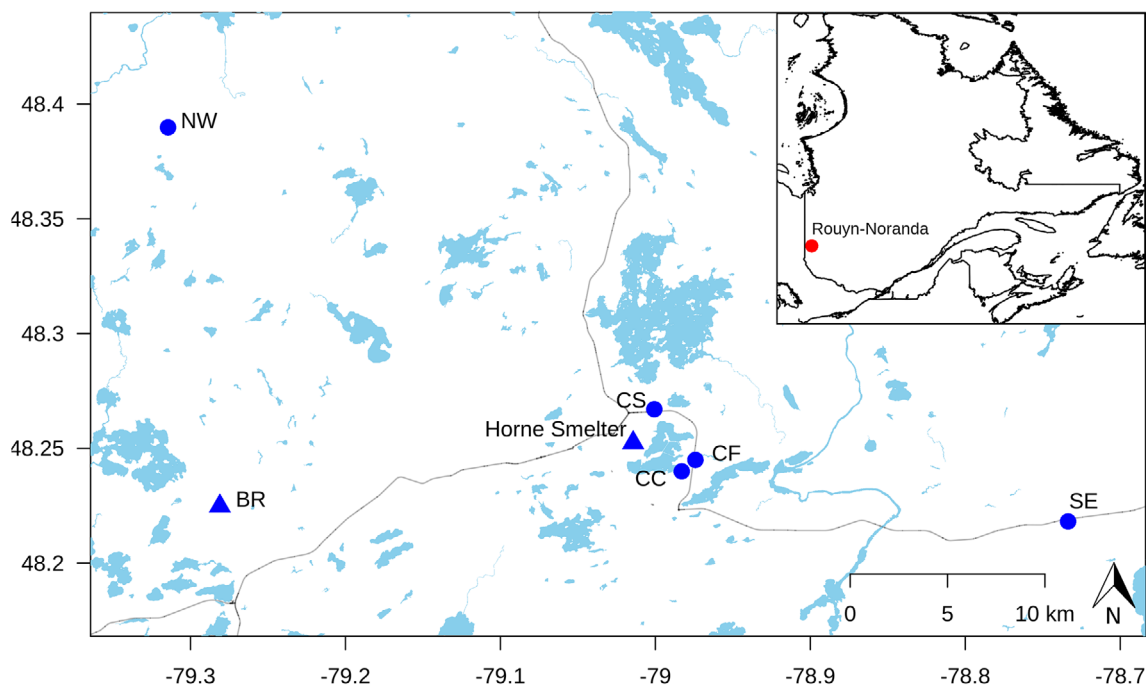 48.4
48.35
48.3
48.25
48.2
NW
Rouyn-Noranda
CS
Horne Smelter
CF
CC
BR
SE
0 5 10 km
N
-79.3 -79.2 -79.1 -79 -78.9 -78.8 -78.7